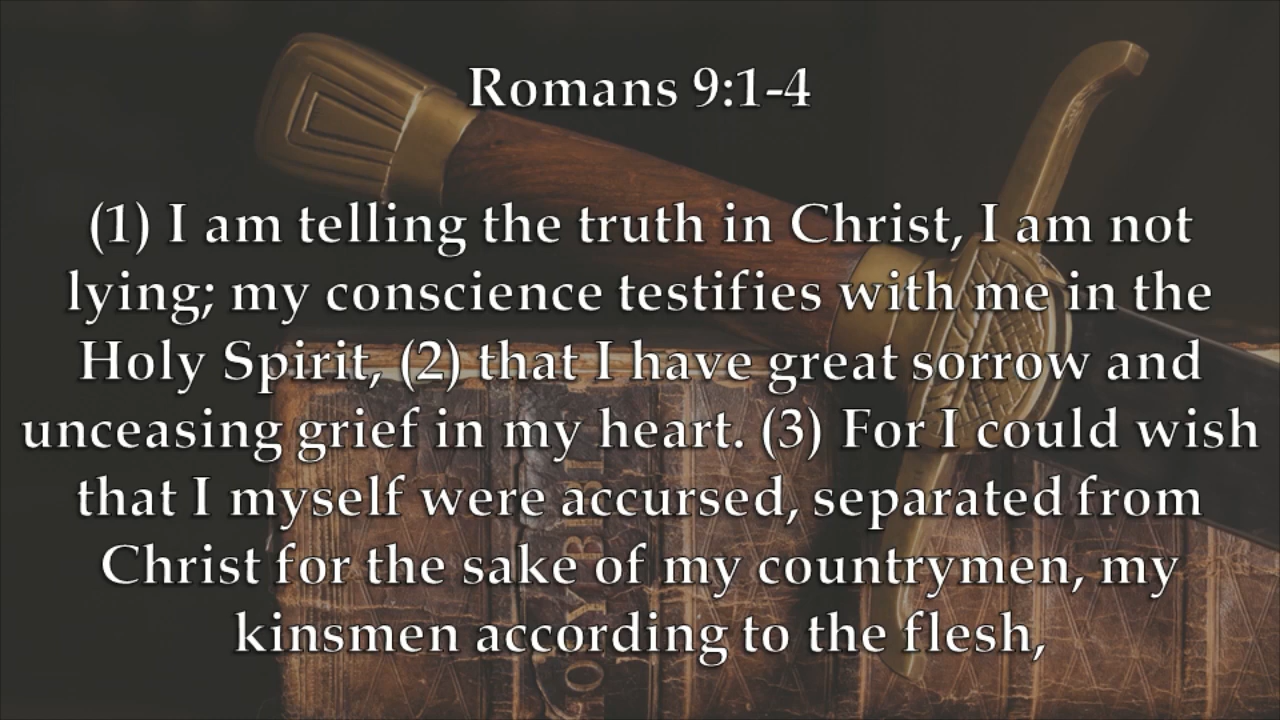 Romans 9:1-4
(1) I am telling the truth in Christ, I am not
lying; my conscience testifies with me in the
Holy Spirit, (2) that I have great sorrow and
unceasing grief in my heart. (3) For I could wish
that I myself were accursed, separated from
Christ for the sake of my countrymen, my
kinsmen according to the flesh,